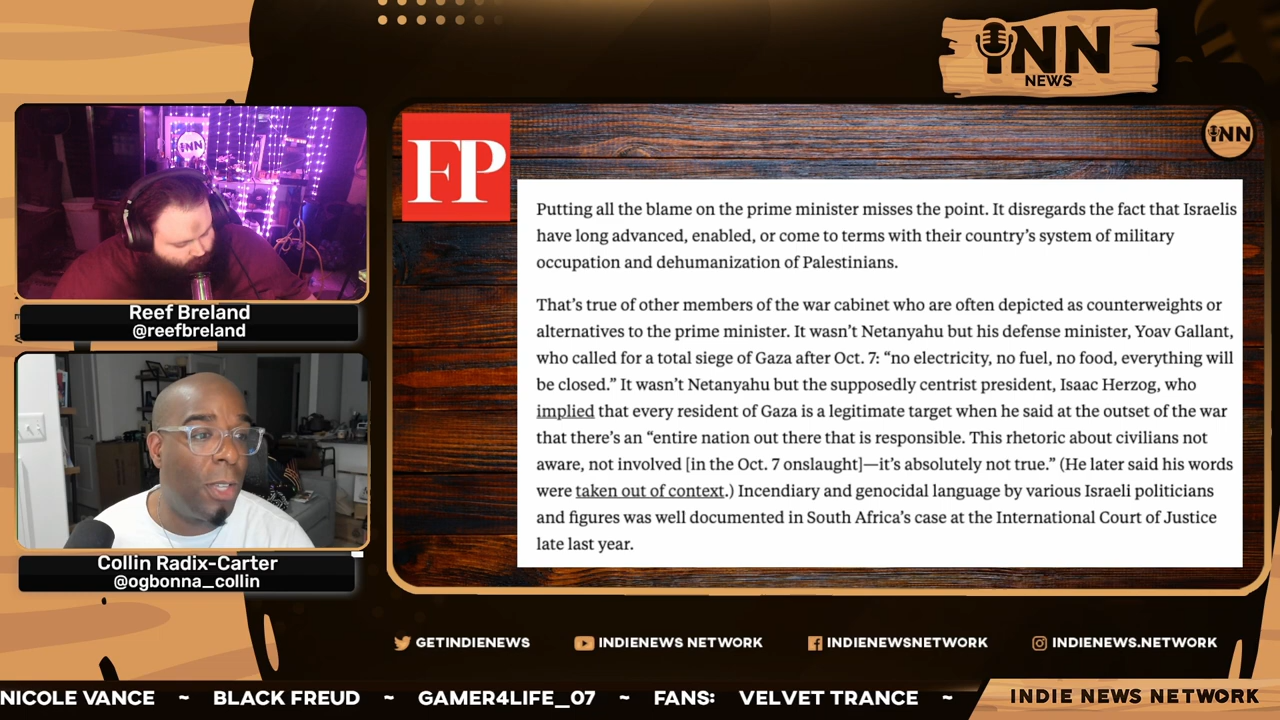 iNN
NEWS
iNN
FP
iNN
Putting all the blame on the prime minister misses the point. It disregards the fact that Israelis
have long advanced, enabled, or come to terms with their country’s system of military
occupation and dehumanization of Palestinians.
That’s true of other members of the war cabinet who are often depicted as counterweights or
alternatives to the prime minister. It wasn’t Netanyahu but his defense minister, Yoav Gallant,
who called for a total siege of Gaza after Oct. 7: “no electricity, no fuel, no food, everything will
be closed.” It wasn’t Netanyahu but the supposedly centrist president, Isaac Herzog, who
implied that every resident of Gaza is a legitimate target when he said at the outset of the war
that there’s an “entire nation out there that is responsible. This rhetoric about civilians not
aware, not involved [in the Oct. 7 onslaught]—it’s absolutely not true.” (He later said his words
were taken out of context.) Incendiary and genocidal language by various Israeli politicians
and figures was well documented in South Africa’s case at the International Court of Justice
late last year.
Reef Breland
@reefbreland
Collin Radix-Carter
@ogbonna_collin
GETINDIENEWS
INDIENEWS NETWORK
INDIENEWSNETWORK
INDIENEWS.NETWORK
NICOLE VANCE ~ BLACK FREUD ~ GAMER4LIFE_07 ~ FANS: VELVET TRANCE ~
INDIE NEWS NETWORK